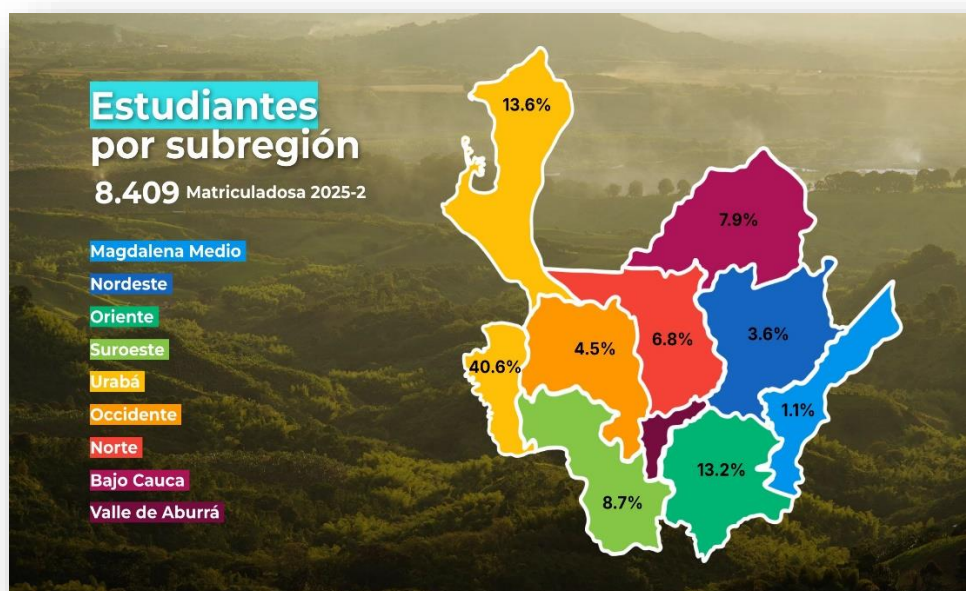 Estudiantes
por subregión
8.409 Matriculadosa 2025-2
Magdalena Medio
Nordeste
Oriente
Suroeste
Urabá
Occidente
Norte
Bajo Cauca
Valle de Aburrá
13.6%
7.9%
6.8%
3.6%
4.5%
40.6%
1.1%
13.2%
8.7%